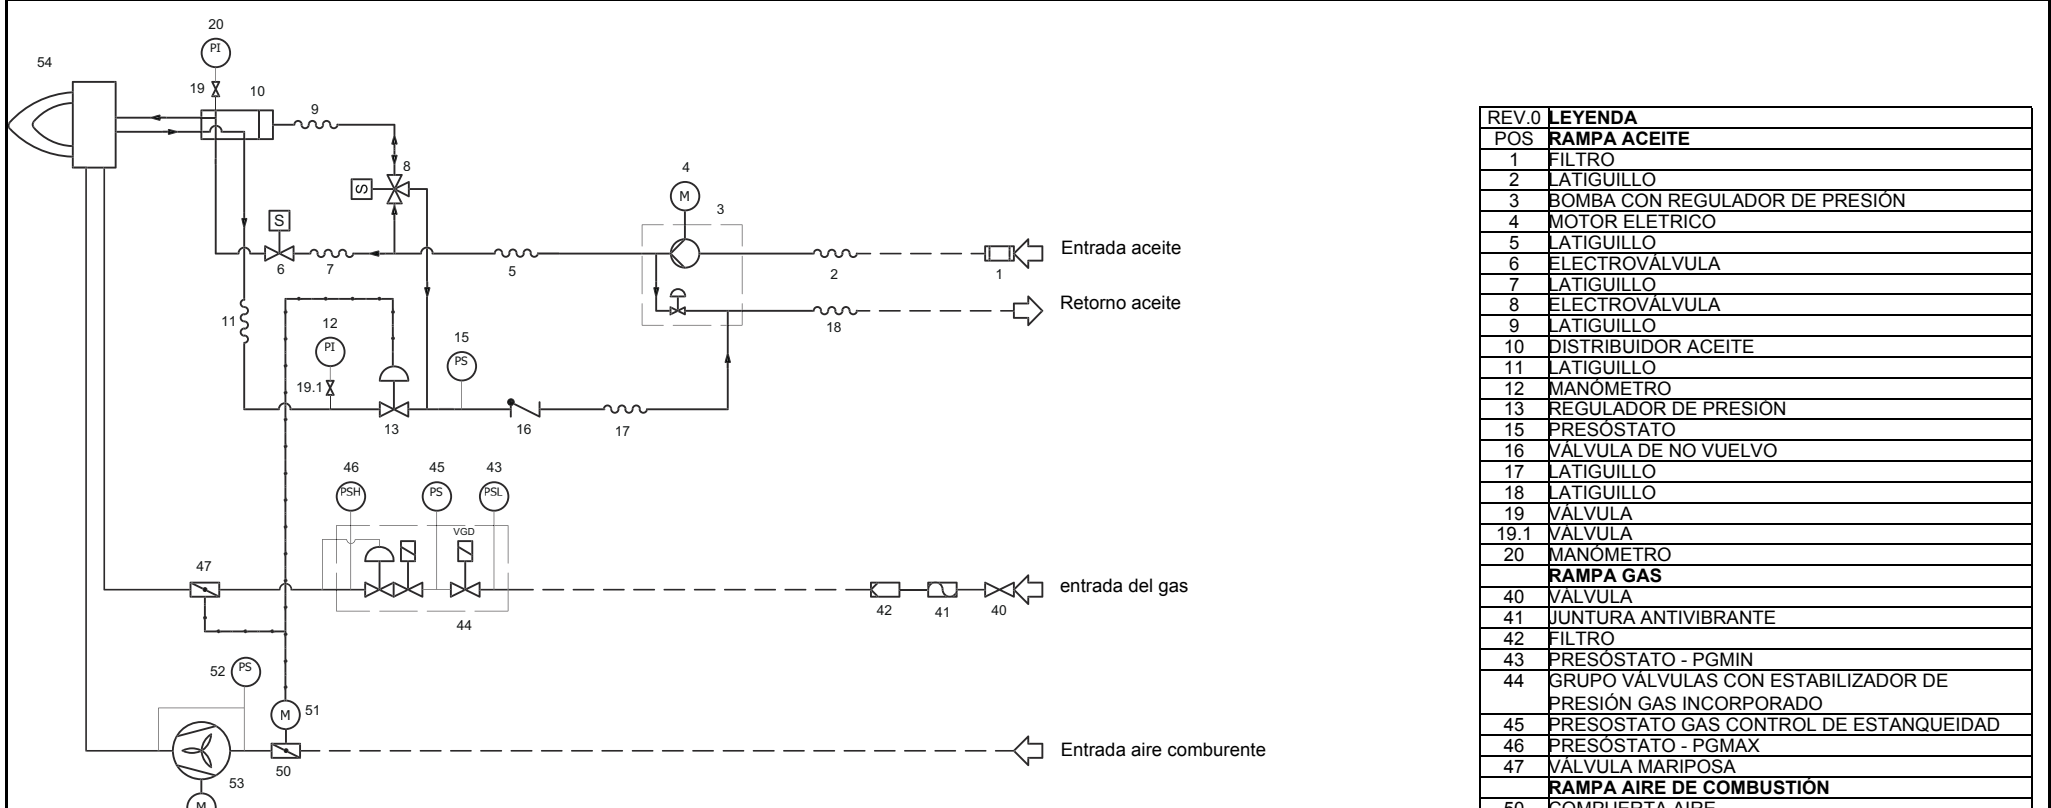 20
PI
54
19
10
9
8
S
4
M
3
S
6
7
5
2
1
Entrada aceite
Retorno aceite
18
11
12
PI
19.1
15
PS
13
16
17
46
45
43
PSH
PS
PSL
VGD
47
44
42
41
40
entrada del gas
52
PS
M
51
50
53
M
Entrada aire comburente
REV.0 LEYENDA
POS RAMPA ACEITE
1 FILTRO
2 LATIGUILLO
3 BOMBA CON REGULADOR DE PRESIÓN
4 MOTOR ELETRICO
5 LATIGUILLO
6 ELECTROVÁLVULA
7 LATIGUILLO
8 ELECTROVÁLVULA
9 LATIGUILLO
10 DISTRIBUIDOR ACEITE
11 LATIGUILLO
12 MANÓMETRO
13 REGULADOR DE PRESIÓN
15 PRESÓSTATO
16 VÁLVULA DE NO VUELVO
17 LATIGUILLO
18 LATIGUILLO
19 VÁLVULA
19.1 VÁLVULA
20 MANÓMETRO
RAMPA GAS
40 VÁLVULA
41 JUNTURA ANTIVIBRANTE
42 FILTRO
43 PRESÓSTATO - PGMIN
44 GRUPO VÁLVULAS CON ESTABILIZADOR DE
PRESIÓN GAS INCORPORADO
45 PRESOSTATO GAS CONTROL DE ESTANQUEIDAD
46 PRESÓSTATO - PGMAX
47 VÁLVULA MARIPOSA
RAMPA AIRE DE COMBUSTIÓN
50 COMPUERTA AIRE